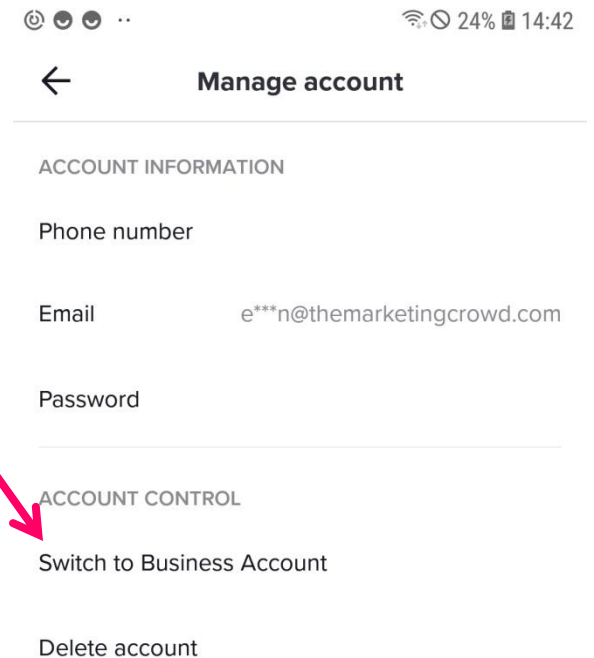 24% 14:42
Manage account
ACCOUNT INFORMATION
Phone number
Email e***n@themarketingcrowd.com
Password
ACCOUNT CONTROL
Switch to Business Account
Delete account